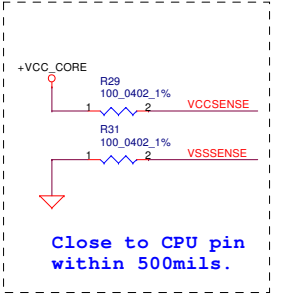 +VCC_CORE
R29
100_0402_1%
1 2 VCCSENSE
R31
100_0402_1%
1 2 VSSSENSE
Close to CPU pin
within 500mils.